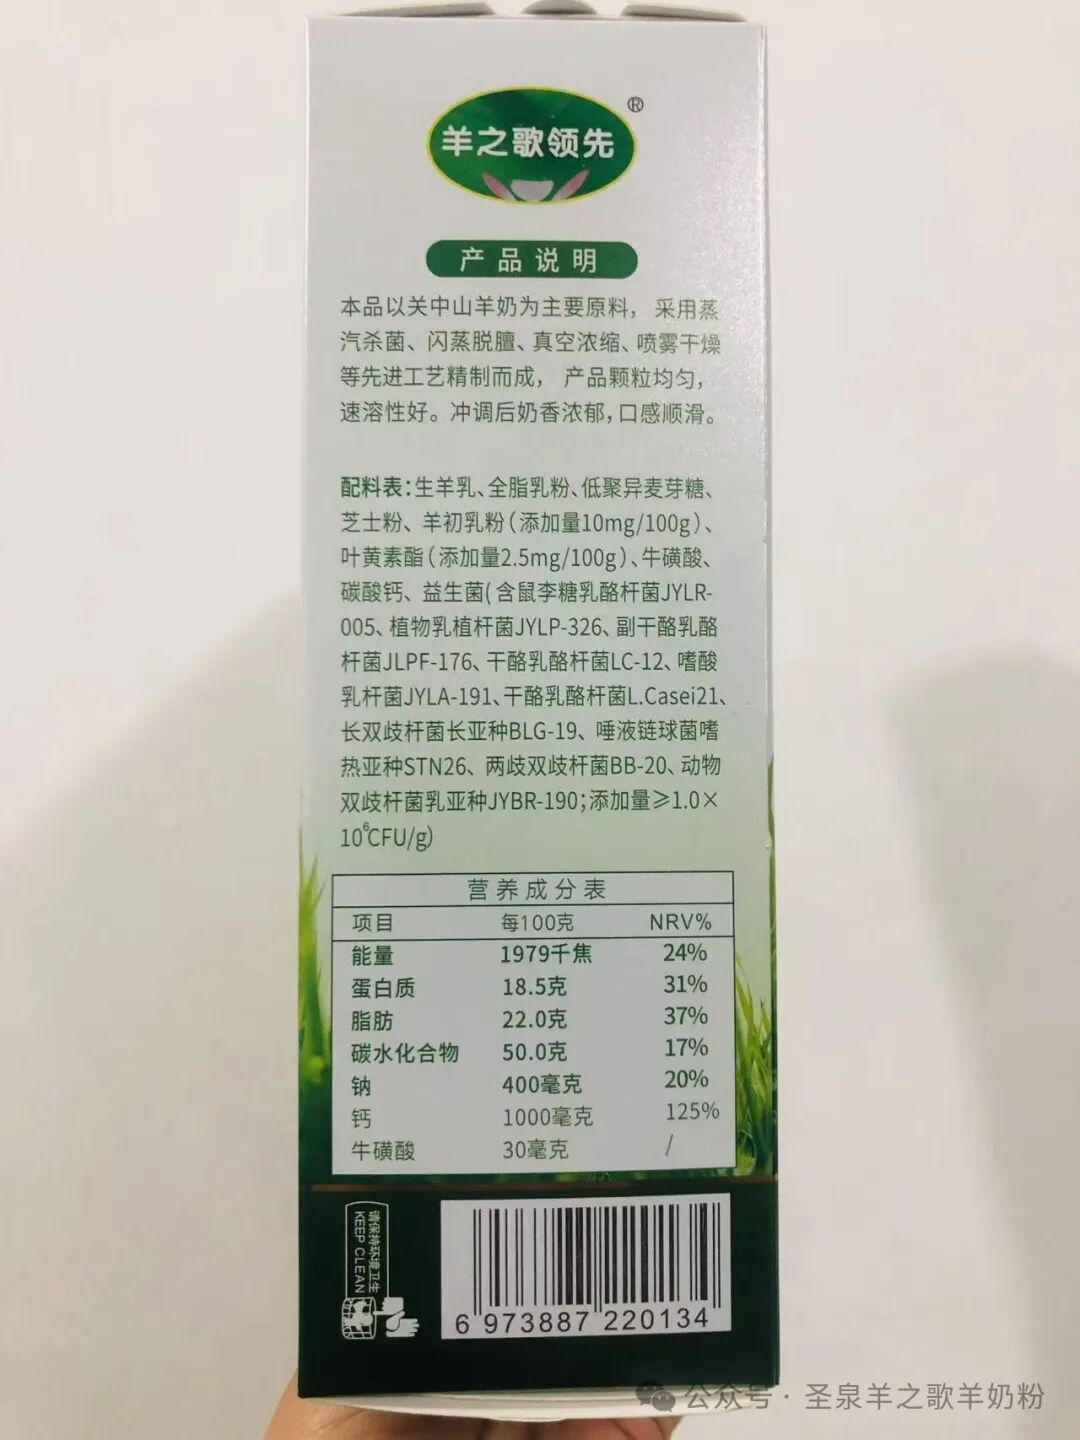 羊之歌领先®
产品说明
本品以关中山羊奶为主要原料，采用蒸
汽杀菌、闪蒸脱膻、真空浓缩、喷雾干燥
等先进工艺精制而成，产品颗粒均匀，
速溶性好。冲调后奶香浓郁，口感顺滑。
配料表：生羊乳、全脂乳粉、低聚异麦芽糖、
芝士粉、羊初乳粉（添加量10mg/100g）、
叶黄素酯（添加量2.5mg/100g）、牛磺酸、
碳酸钙、益生菌(含鼠李糖乳酪杆菌JYLR-
005、植物乳植杆菌JYLP-326、副干酪乳酪
杆菌JLPF-176、干酪乳酪杆菌LC-12、嗜酸
乳杆菌JYLA-191、干酪乳酪杆菌L.Casei21、
长双歧杆菌长亚种BLG-19、唾液链球菌嗜
热亚种STN26、两歧双歧杆菌BB-20、动物
双歧杆菌乳亚种JYBR-190；添加量≥1.0×
10⁶CFU/g)
营养成分表
项目 每100克 NRV%
能量 1979千焦 24%
蛋白质 18.5克 31%
脂肪 22.0克 37%
碳水化合物 50.0克 17%
钠 400毫克 20%
钙 1000毫克 125%
牛磺酸 30毫克 /
请保持环境卫生
KEEP CLEAN
6 973887 220134
公众号·圣泉羊之歌羊奶粉